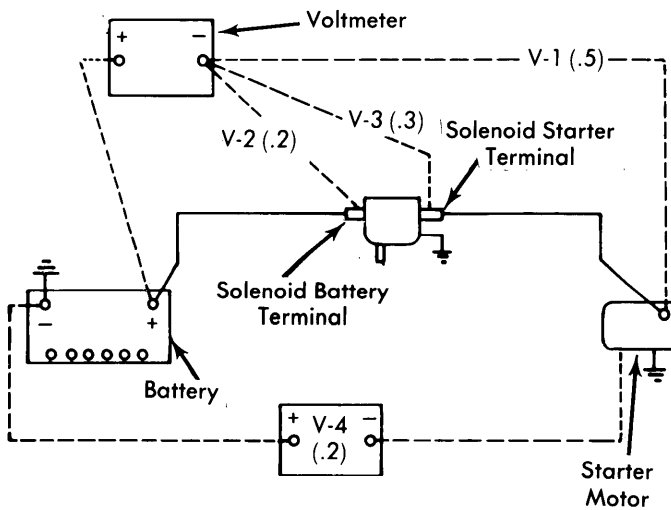 Voltmeter
+ −
V-1 (.5)
V-3 (.3)
V-2 (.2)
Solenoid Starter
Terminal
Solenoid Battery
Terminal
− +
Battery
+ V-4 −
(.2)
Starter
Motor